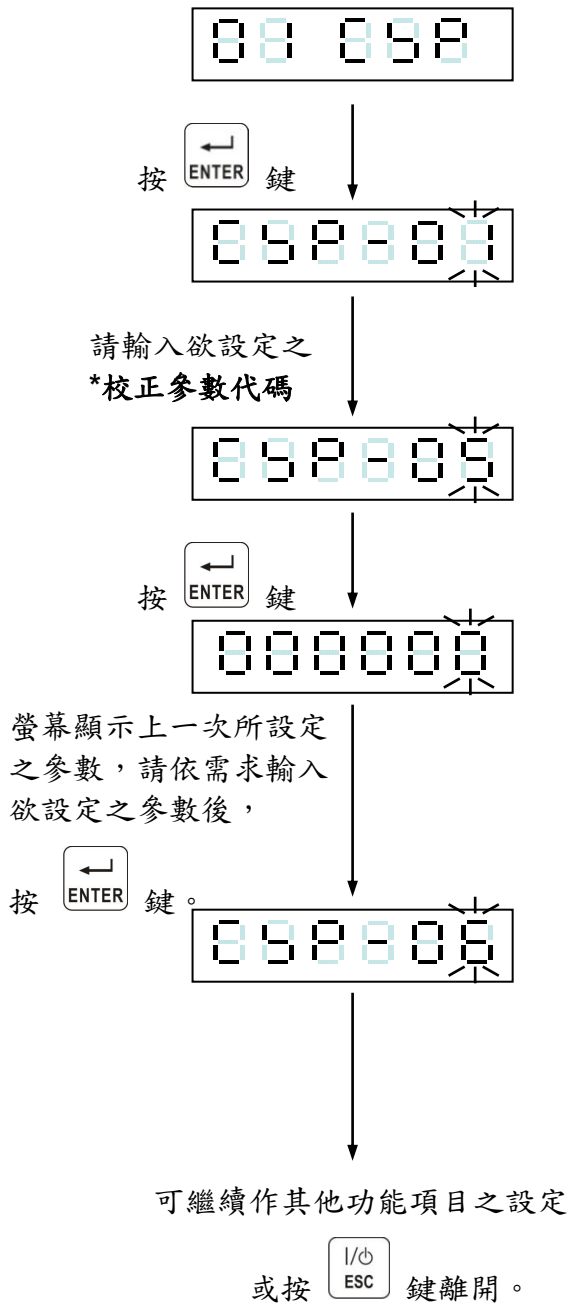 01 CSP
按 ENTER 鍵
CSP-01
請輸入欲設定之
*校正參數代碼
CSP-05
按 ENTER 鍵
000000
螢幕顯示上一次所設定
之參數，請依需求輸入
欲設定之參數後，
按 ENTER 鍵。
CSP-06
可繼續作其他功能項目之設定
或按 I/⏻ ESC 鍵離開。